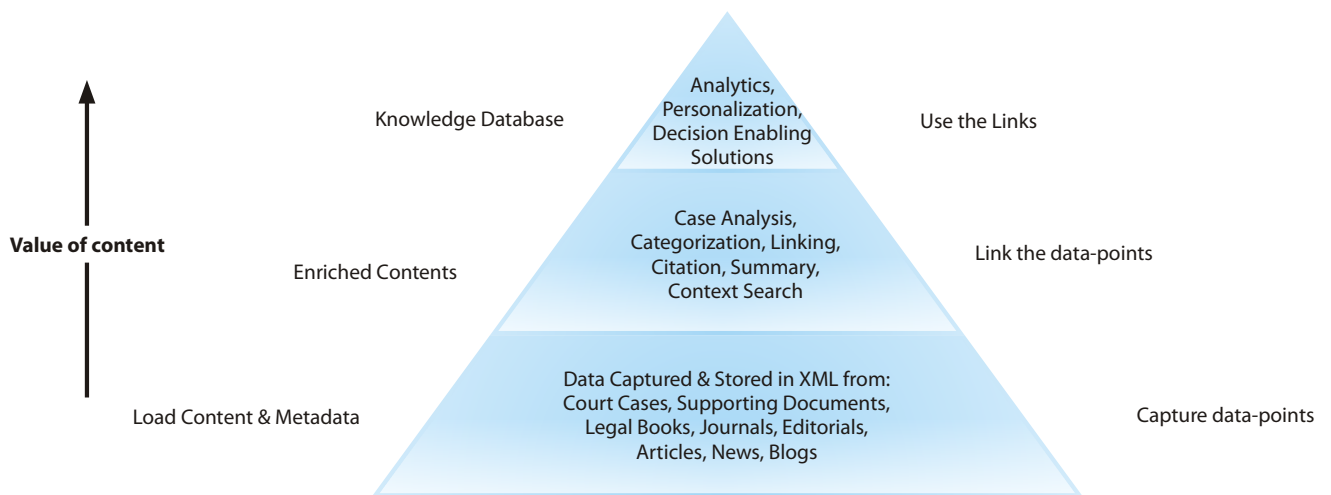 Analytics,
Personalization,
Decision Enabling
Solutions
Knowledge Database
Use the Links
Value of content
Case Analysis,
Categorization, Linking,
Citation, Summary,
Context Search
Enriched Contents
Link the data-points
Data Captured & Stored in XML from:
Court Cases, Supporting Documents,
Legal Books, Journals, Editorials,
Articles, News, Blogs
Load Content & Metadata
Capture data-points